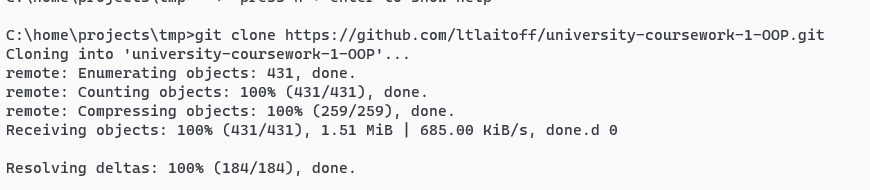 C:\home\projects\tmp>git clone https://github.com/ltlaitoff/university-coursework-1-OOP.git
Cloning into 'university-coursework-1-OOP'...
remote: Enumerating objects: 431, done.
remote: Counting objects: 100% (431/431), done.
remote: Compressing objects: 100% (259/259), done.
Receiving objects: 100% (431/431), 1.51 MiB | 685.00 KiB/s, done.d 0
Resolving deltas: 100% (184/184), done.